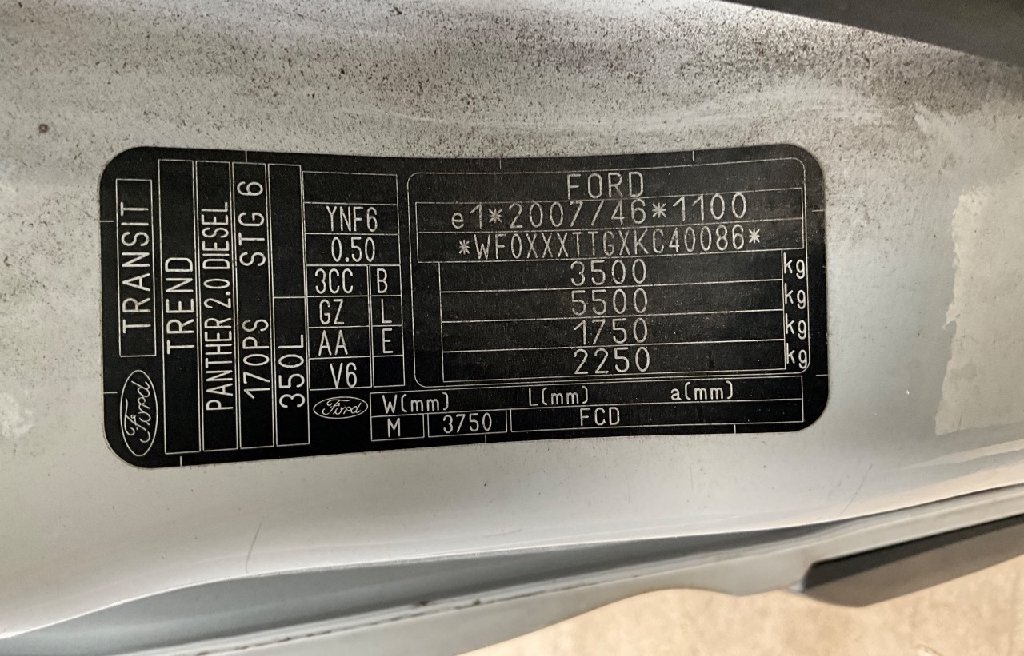 TRANSIT
Ford
TREND
PANTHER 2.0 DIESEL
170PS STG 6
350L
YNF6
0.50
3CC B
GZ L
AA E
V6
FORD
e1*2007/46*1100
*WF0XXXTTGXKC40086*
3500 kg
5500 kg
1750 kg
2250 kg
Ford
W(mm) L(mm) a(mm)
M 3750 FCD